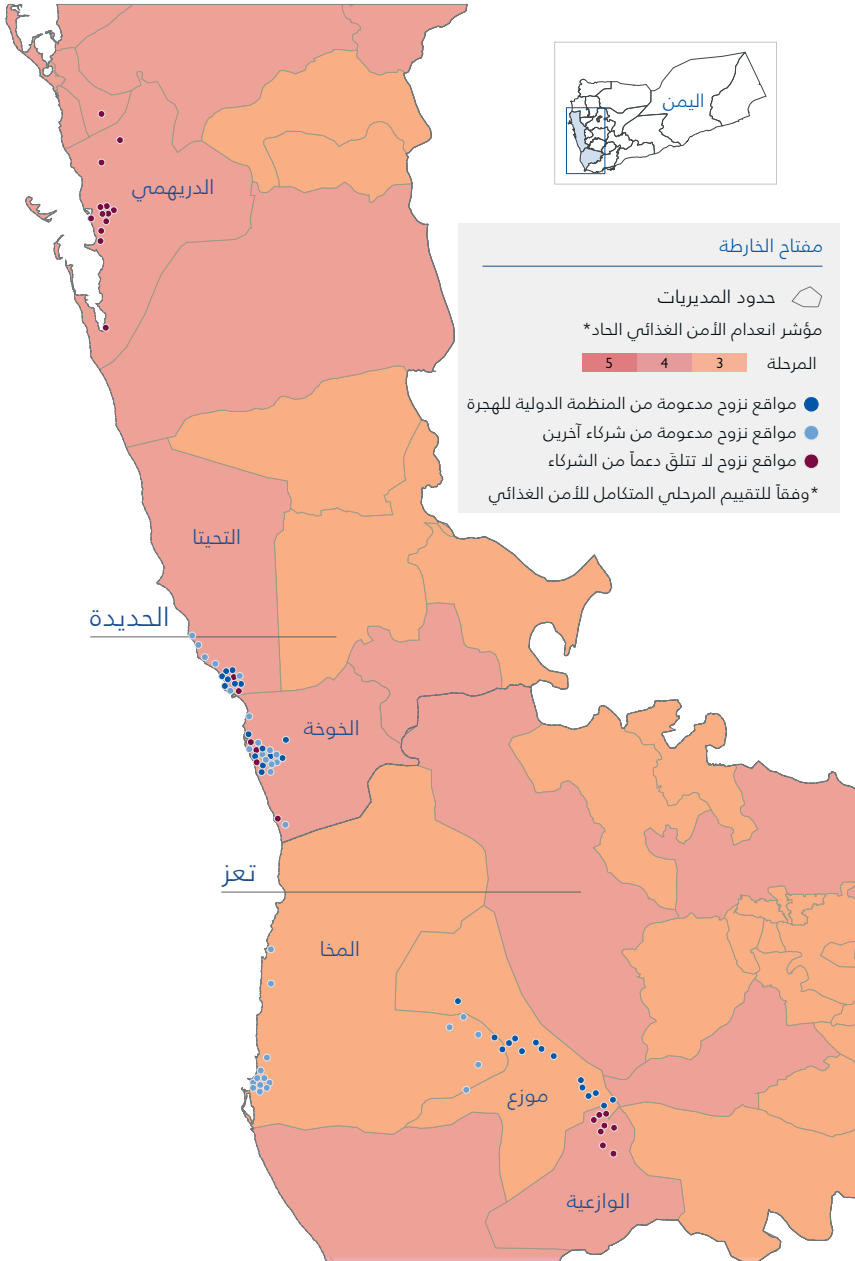 اليمن
الدريهمي
مفتاح الخارطة
حدود المديريات
مؤشر انعدام الأمن الغذائي الحاد*
المرحلة 3 4 5
مواقع نزوح مدعومة من المنظمة الدولية للهجرة
مواقع نزوح مدعومة من شركاء آخرين
مواقع نزوح لا تتلقَ دعماً من الشركاء
*وفقاً للتقييم المرحلي المتكامل للأمن الغذائي
التحيتا
الحديدة
الخوخة
تعز
المخا
موزع
الوازعية